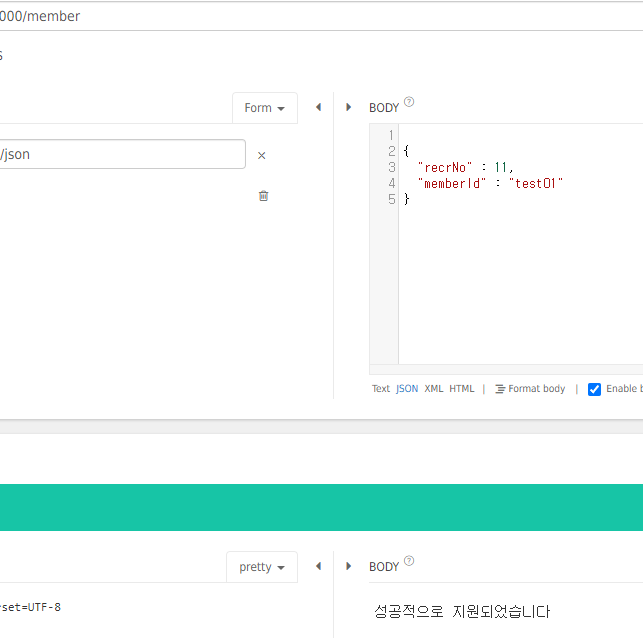 000/member
S
Form
BODY ?
/json ×
1
2 {
3 "recrNo" : 11,
4 "memberId" : "test01"
5 }
Text JSON XML HTML | Format body | Enable
pretty
BODY ?
set=UTF-8
성공적으로 지원되었습니다